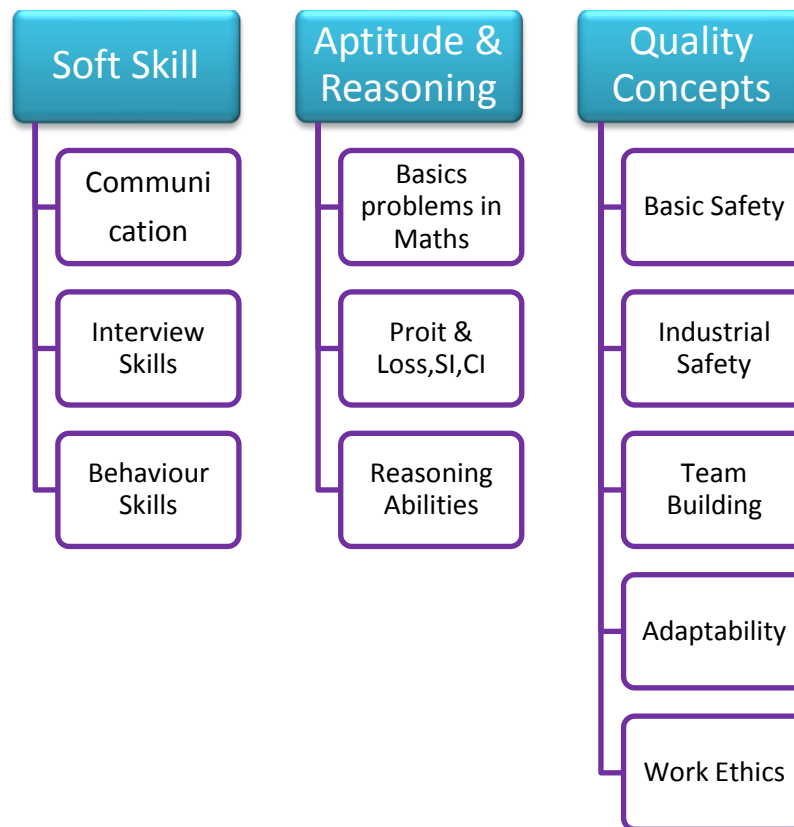 Soft Skill
Communi
cation
Interview
Skills
Behaviour
Skills
Aptitude &
Reasoning
Basics
problems in
Maths
Proit &
Loss,SI,CI
Reasoning
Abilities
Quality
Concepts
Basic Safety
Industrial
Safety
Team
Building
Adaptability
Work Ethics